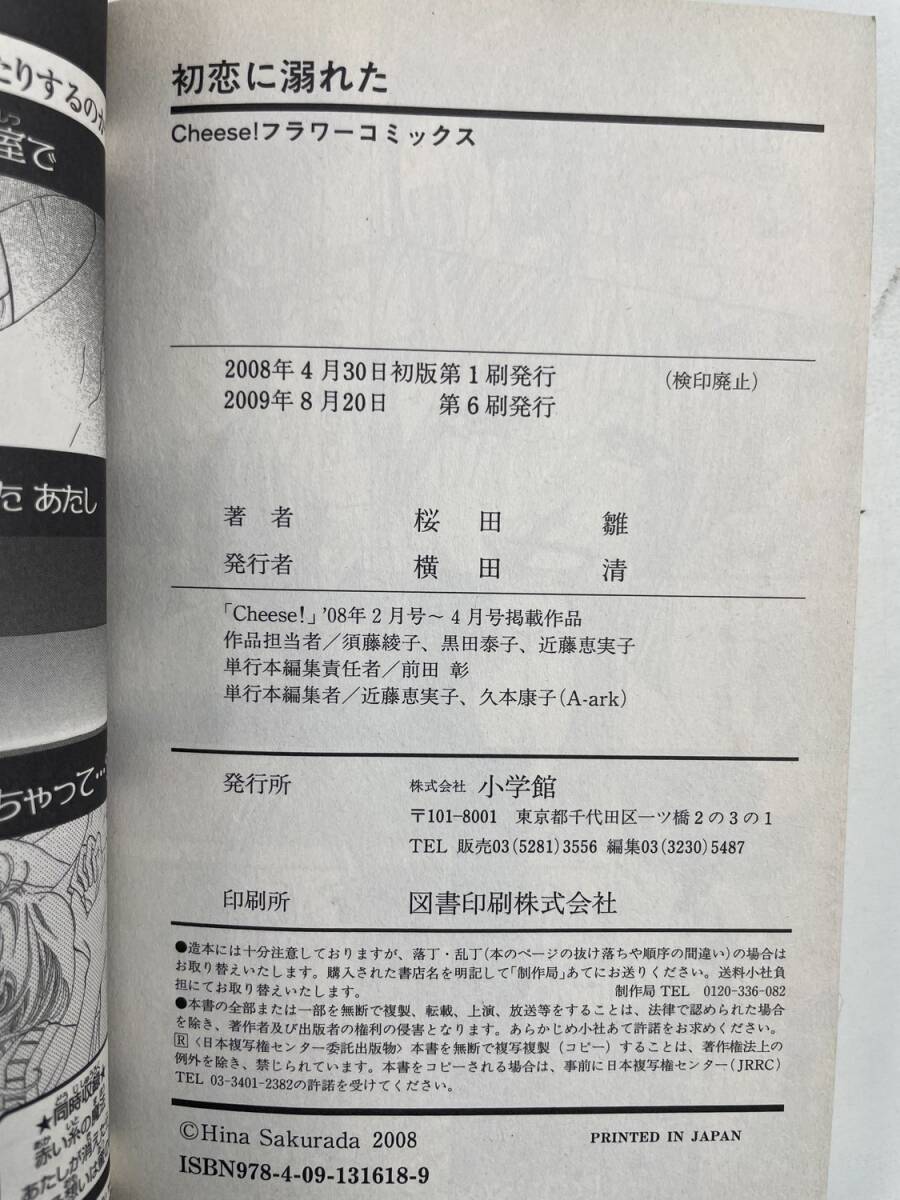 初恋に溺れた
Cheese!フラワーコミックス
2008年4月30日初版第1刷発行 (検印廃止)
2009年8月20日 第6刷発行
著者 桜田雛
発行者 横田清
「Cheese!」'08年2月号〜4月号掲載作品
作品担当者/須藤綾子、黒田泰子、近藤恵実子
単行本編集責任者/前田 彰
単行本編集者/近藤恵実子、久本康子(A-ark)
発行所 株式会社 小学館
〒101-8001 東京都千代田区一ツ橋2の3の1
TEL 販売03(5281)3556 編集03(3230)5487
印刷所 図書印刷株式会社
●造本には十分注意しておりますが、落丁・乱丁(本のページの抜け落ちや順序の間違い)の場合は
お取り替えいたします。購入された書店名を明記して「制作局」あてにお送りください。送料小社負
担にてお取り替えいたします。 制作局TEL 0120-336-082
●本書の全部または一部を無断で複製、転載、上演、放送等をすることは、法律で認められた場合
を除き、著作者及び出版者の権利の侵害となります。あらかじめ小社あて許諾をお求めください。
R〈日本複写権センター委託出版物〉本書を無断で複写複製(コピー)することは、著作権法上の
例外を除き、禁じられています。本書をコピーされる場合は、事前に日本複写権センター(JRRC)
TEL 03-3401-2382の許諾を受けてください。
©Hina Sakurada 2008 PRINTED IN JAPAN
ISBN978-4-09-131618-9
たりするのか
室で
た あたし
ちゃって…
★同時収録★
赤い糸の魔法
あたしが消えた